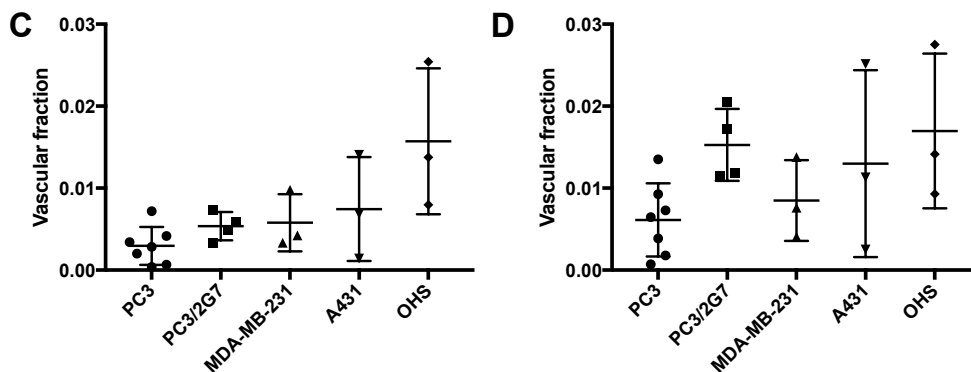 C
Vascular fraction
0.03
0.02
0.01
0.00
PC3
PC3/2G7
MDA-MB-231
A431
OHS
D
Vascular fraction
0.03
0.02
0.01
0.00
PC3
PC3/2G7
MDA-MB-231
A431
OHS